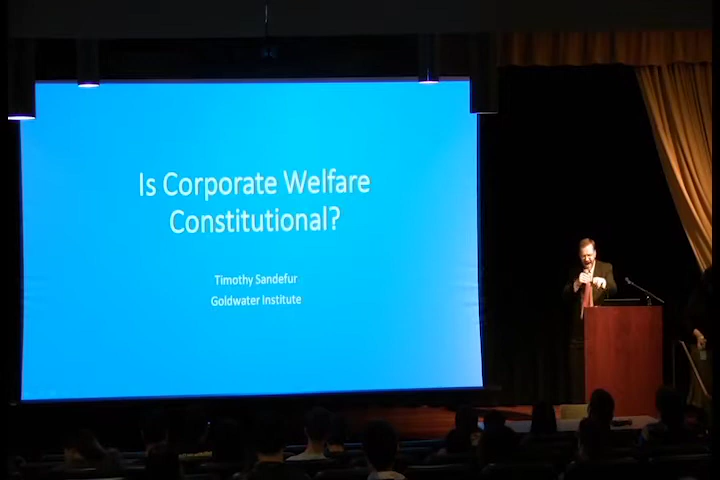 Is Corporate Welfare
Constitutional?
Timothy Sandefur
Goldwater Institute